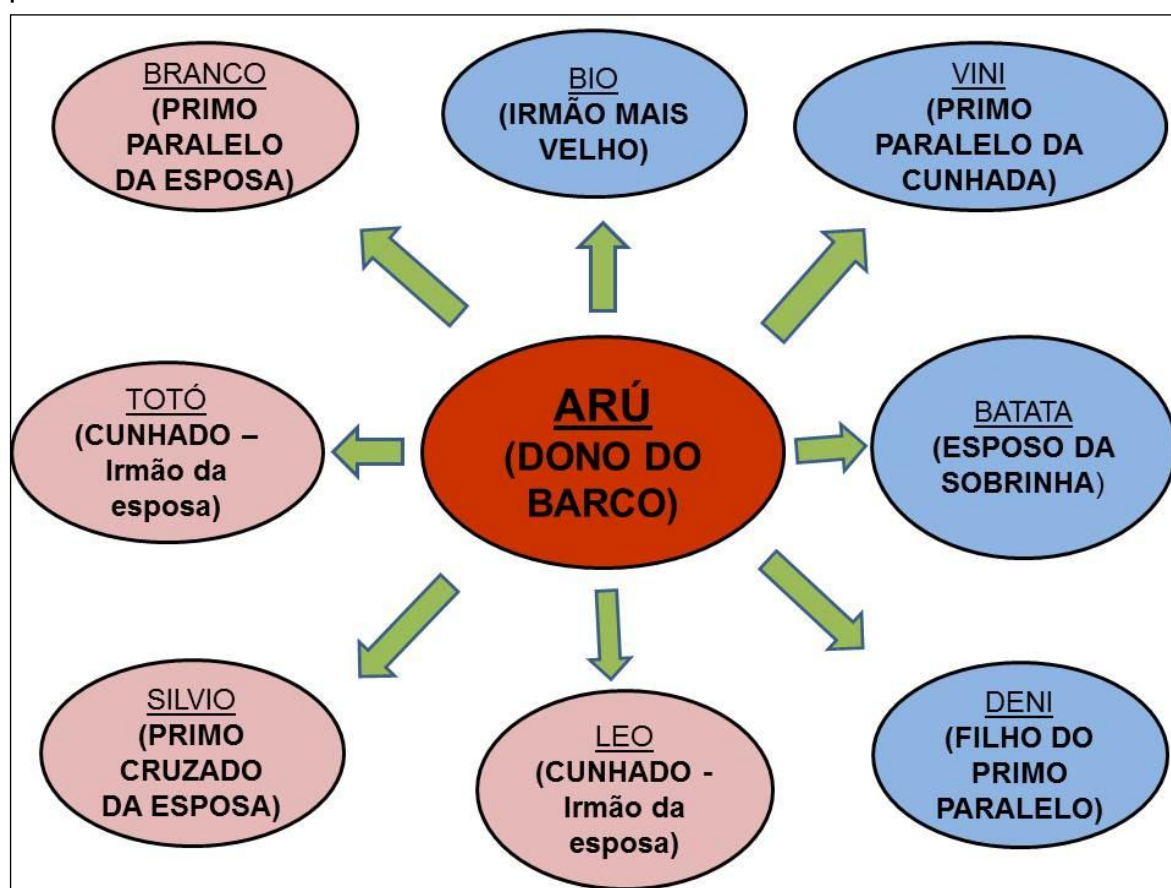 BRANCO
(PRIMO
PARALELO
DA ESPOSA)
BIO
(IRMÃO MAIS
VELHO)
VINI
(PRIMO
PARALELO DA
CUNHADA)
TOTÓ
(CUNHADO –
Irmão da
esposa)
ARÚ
(DONO DO
BARCO)
BATATA
(ESPOSO DA
SOBRINHA)
SILVIO
(PRIMO
CRUZADO
DA ESPOSA)
LEO
(CUNHADO -
Irmão da
esposa)
DENI
(FILHO DO
PRIMO
PARALELO)